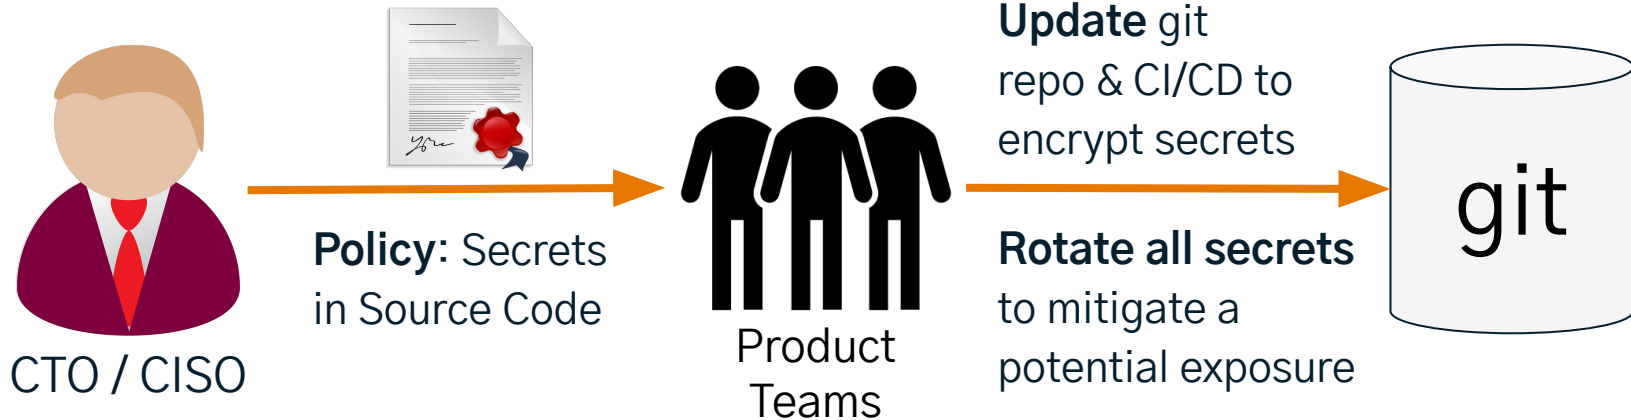 CTO / CISO
Policy: Secrets
in Source Code
Product
Teams
Update git
repo & CI/CD to
encrypt secrets
Rotate all secrets
to mitigate a
potential exposure
git